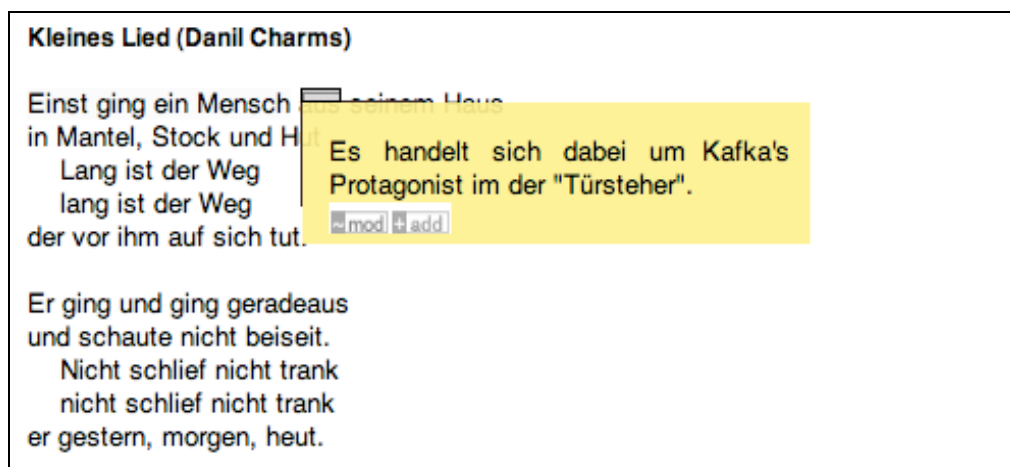 Kleines Lied (Danil Charms)
Einst ging ein Mensch aus seinem Haus
in Mantel, Stock und Hut
Lang ist der Weg
lang ist der Weg
der vor ihm auf sich tut.
Es handelt sich dabei um Kafka's
Protagonist im der "Türsteher".
~ mod + add
Er ging und ging geradeaus
und schaute nicht beiseit.
Nicht schlief nicht trank
nicht schlief nicht trank
er gestern, morgen, heut.